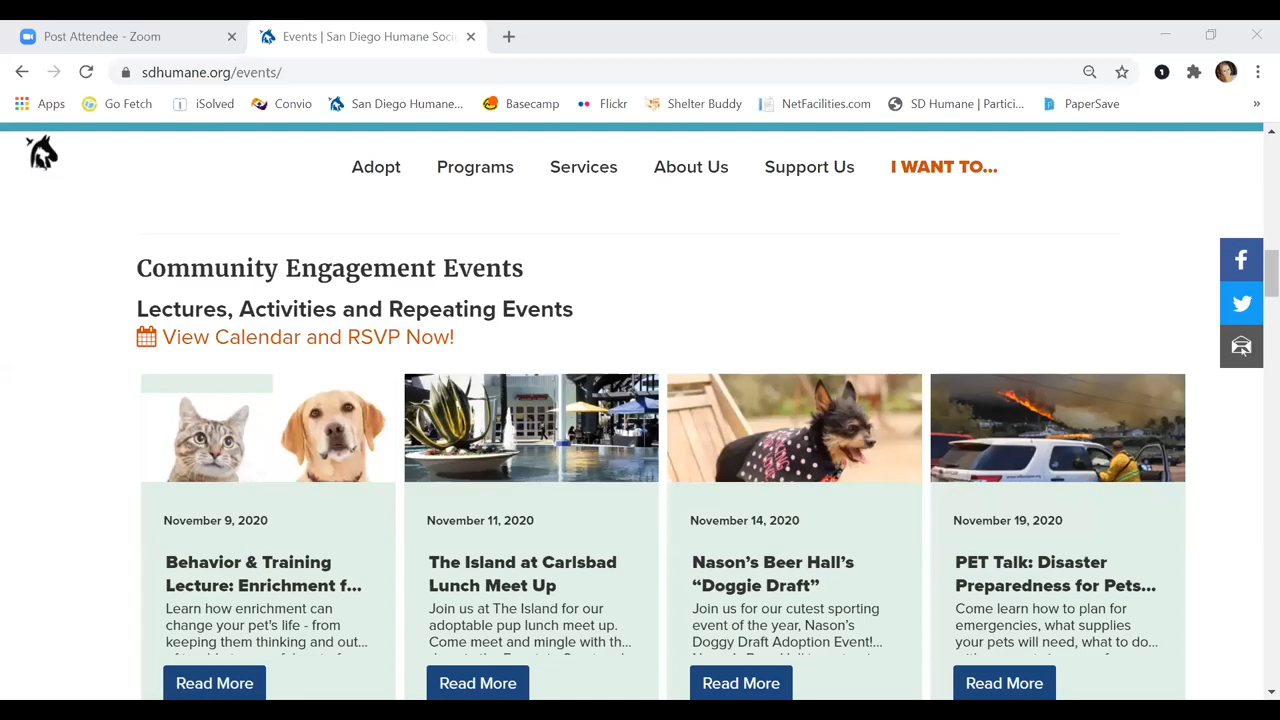 Post Attendee - Zoom
Events | San Diego Humane Soci
sdhumane.org/events/
1
Apps
Go Fetch
iSolved
Convio
San Diego Humane...
Basecamp
Flickr
Shelter Buddy
NetFacilities.com
SD Humane | Partici...
PaperSave
»
Adopt
Programs
Services
About Us
Support Us
I WANT TO...
Community Engagement Events
Lectures, Activities and Repeating Events
View Calendar and RSVP Now!
November 9, 2020
Behavior & Training
Lecture: Enrichment f...
Learn how enrichment can
change your pet's life - from
keeping them thinking and out...
Read More
November 11, 2020
The Island at Carlsbad
Lunch Meet Up
Join us at The Island for our
adoptable pup lunch meet up.
Come meet and mingle with th...
Read More
November 14, 2020
Nason's Beer Hall's
“Doggie Draft”
Join us for our cutest sporting
event of the year, Nason's
Doggy Draft Adoption Event!...
Read More
November 19, 2020
PET Talk: Disaster
Preparedness for Pets...
Come learn how to plan for
emergencies, what supplies
your pets will need, what to do...
Read More